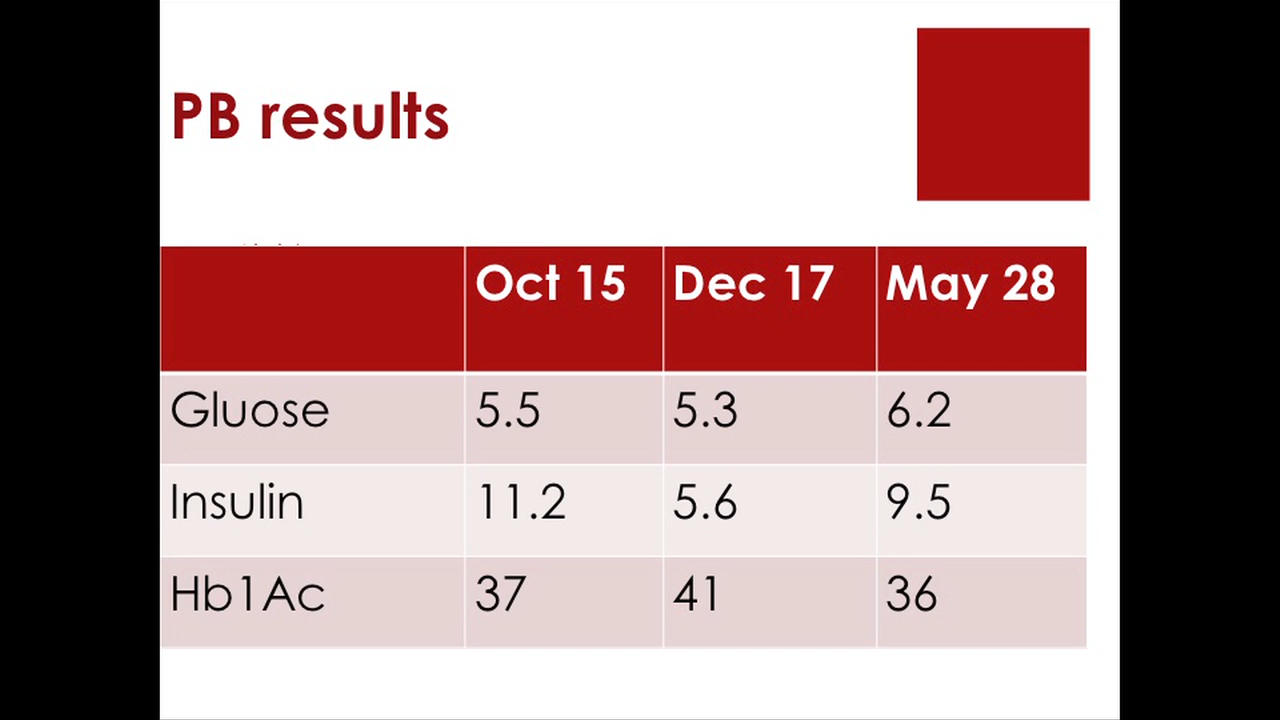 PB results
Oct 15 Dec 17 May 28
Gluose 5.5 5.3 6.2
Insulin 11.2 5.6 9.5
Hb1Ac 37 41 36